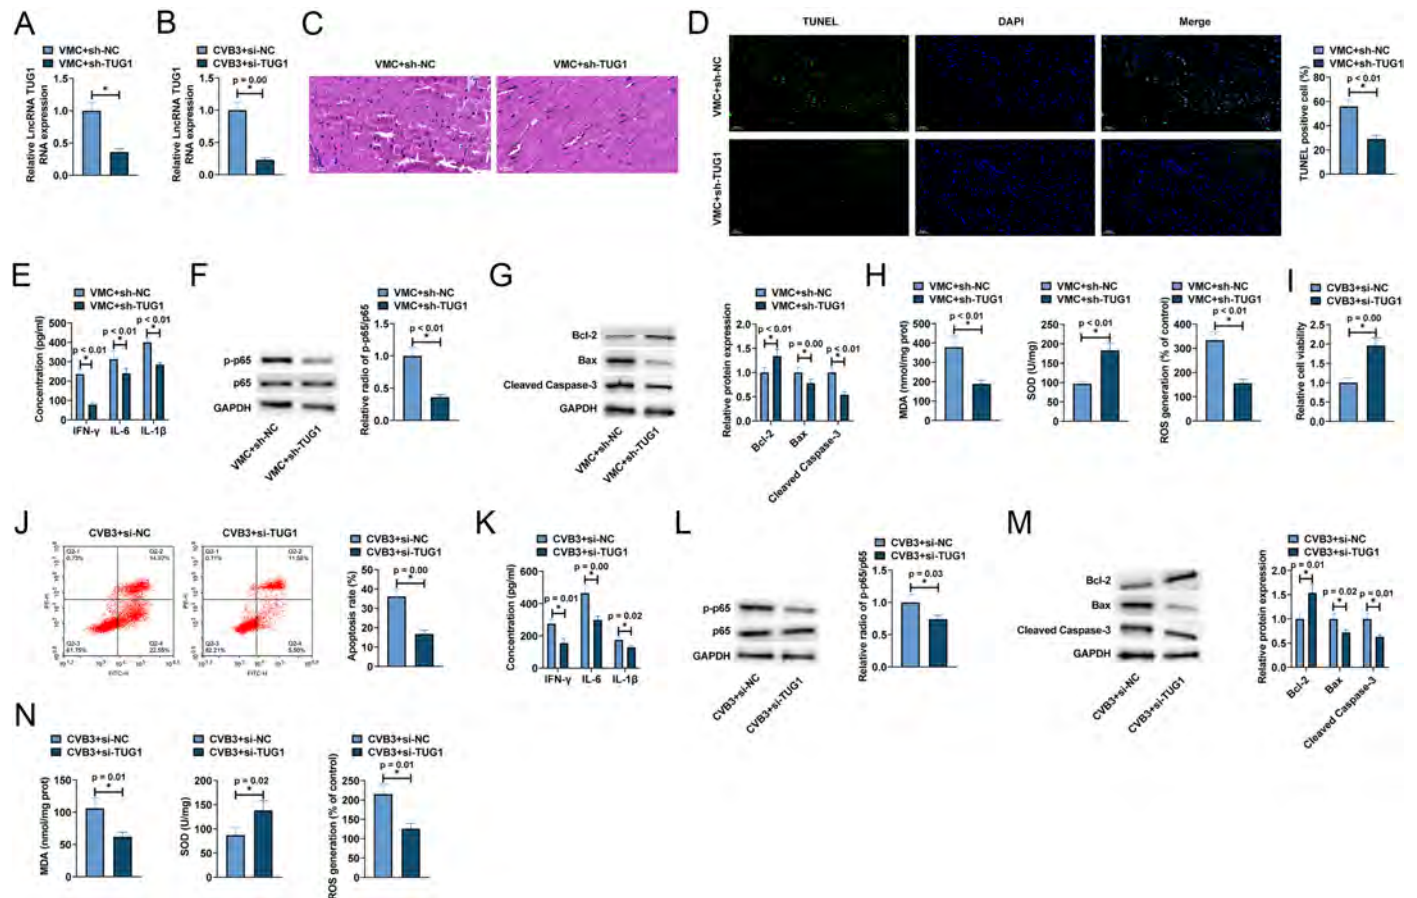 A
VMC+sh-NC
VMC+sh-TUG1
Relative LncRNA TUG1
RNA expression
1.5
1.0
0.5
0.0
*
B
CVB3+si-NC
CVB3+si-TUG1
p = 0.00
*
Relative LncRNA TUG1
RNA expression
1.5
1.0
0.5
0.0
C
VMC+sh-NC
VMC+sh-TUG1
D
TUNEL
DAPI
Merge
VMC+sh-NC
VMC+sh-TUG1
VMC+sh-NC
VMC+sh-TUG1
p < 0.01
*
TUNEL positive cell (%)
80
60
40
20
0
E
VMC+sh-NC
VMC+sh-TUG1
p < 0.01
p < 0.01
p < 0.01
*
*
*
Concentration (pg/ml)
500
400
300
200
100
0
IFN-γ
IL-6
IL-1β
F
p-p65
p65
GAPDH
VMC+sh-NC
VMC+sh-TUG1
VMC+sh-NC
VMC+sh-TUG1
p < 0.01
*
Relative radio of p-p65/p65
1.5
1.0
0.5
0.0
G
Bcl-2
Bax
Cleaved Caspase-3
GAPDH
VMC+sh-NC
VMC+sh-TUG1
VMC+sh-NC
VMC+sh-TUG1
p < 0.01
p = 0.00
p < 0.01
*
*
*
Relative protein expression
2.0
1.5
1.0
0.5
0.0
Bcl-2
Bax
Cleaved Caspase-3
H
VMC+sh-NC
VMC+sh-TUG1
p < 0.01
*
MDA (nmol/mg prot)
500
400
300
200
100
0
VMC+sh-NC
VMC+sh-TUG1
p < 0.01
*
SOD (U/mg)
250
200
150
100
50
0
VMC+sh-NC
VMC+sh-TUG1
p < 0.01
*
ROS generation (% of control)
400
300
200
100
0
I
CVB3+si-NC
CVB3+si-TUG1
p = 0.00
*
Relative cell viability
2.5
2.0
1.5
1.0
0.5
0.0
J
CVB3+si-NC
CVB3+si-TUG1
FITC-H
FITC-H
CVB3+si-NC
CVB3+si-TUG1
p = 0.00
*
Apoptosis rate (%)
50
40
30
20
10
0
K
CVB3+si-NC
CVB3+si-TUG1
p = 0.01
p = 0.00
p = 0.02
*
*
*
Concentration (pg/ml)
600
400
200
0
IFN-γ
IL-6
IL-1β
L
p-p65
p65
GAPDH
CVB3+si-NC
CVB3+si-TUG1
CVB3+si-NC
CVB3+si-TUG1
p = 0.03
*
Relative radio of p-p65/p65
1.5
1.0
0.5
0.0
M
Bcl-2
Bax
Cleaved Caspase-3
GAPDH
CVB3+si-NC
CVB3+si-TUG1
CVB3+si-NC
CVB3+si-TUG1
p = 0.01
p = 0.02
p = 0.01
*
*
*
Relative protein expression
2.0
1.5
1.0
0.5
0.0
Bcl-2
Bax
Cleaved Caspase-3
N
CVB3+si-NC
CVB3+si-TUG1
p = 0.01
*
MDA (nmol/mg prot)
150
100
50
0
CVB3+si-NC
CVB3+si-TUG1
p = 0.02
*
SOD (U/mg)
200
150
100
50
0
CVB3+si-NC
CVB3+si-TUG1
p = 0.01
*
ROS generation (% of control)
250
200
150
100
50
0